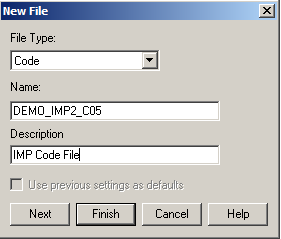 New File
File Type:
Code
Name:
DEMO_IMP2_C05
Description
IMP Code File
Use previous settings as defaults
Next Finish Cancel Help